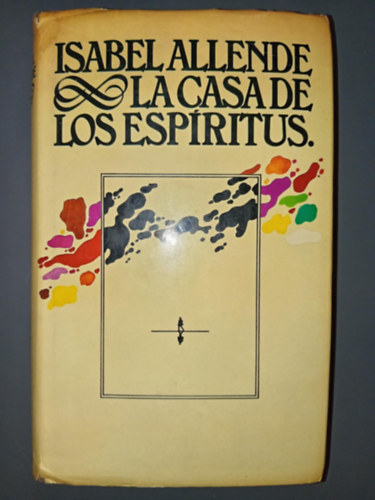 ISABEL ALLENDE
LA CASA DE
LOS ESPÍRITUS.